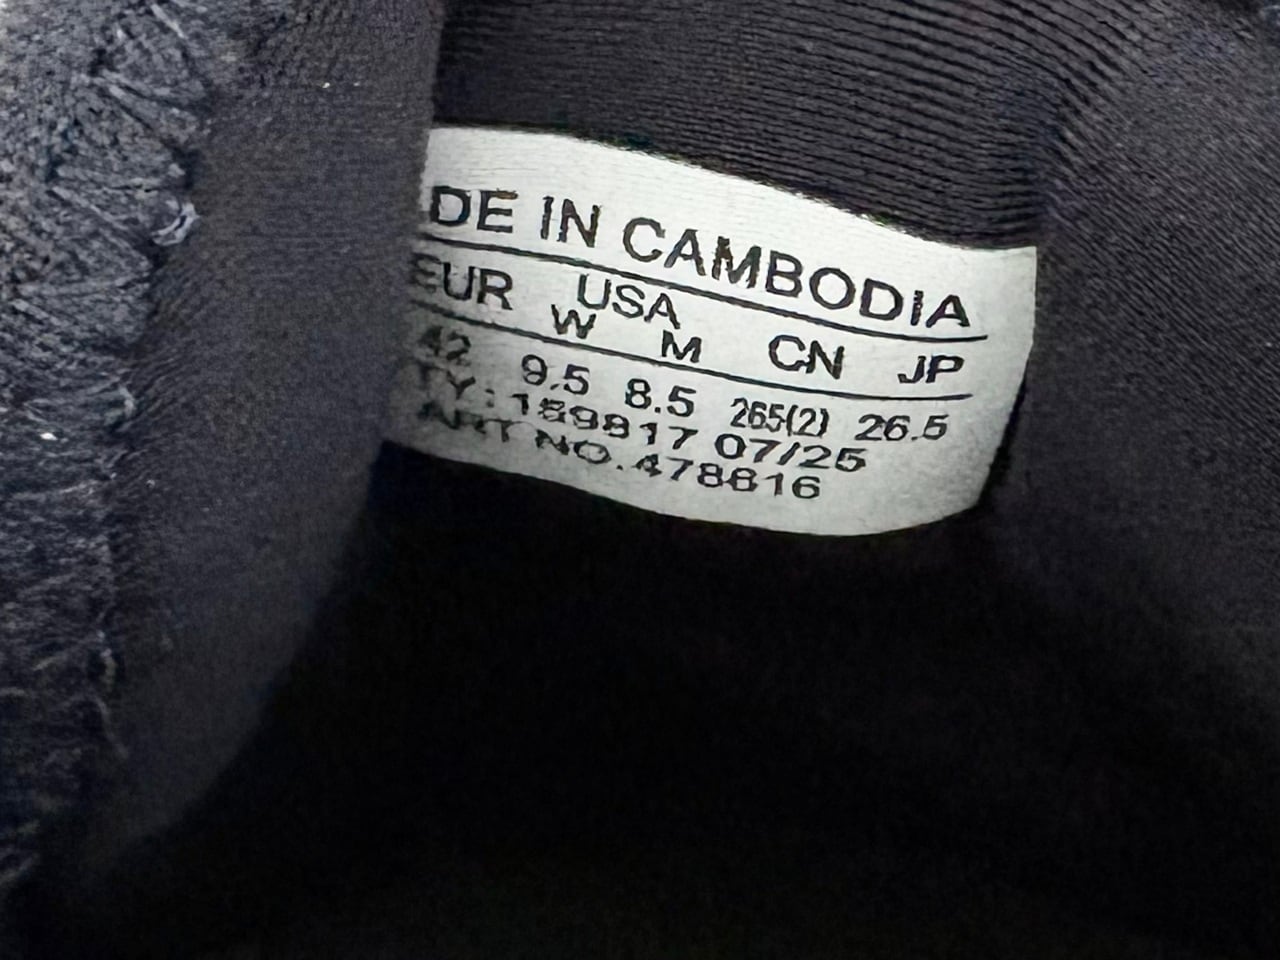 DE IN CAMBODIA
EUR USA CN JP
W M
42 9.5 8.5 265(2) 26.5
TY: 189817 07/25
ART NO. 478616